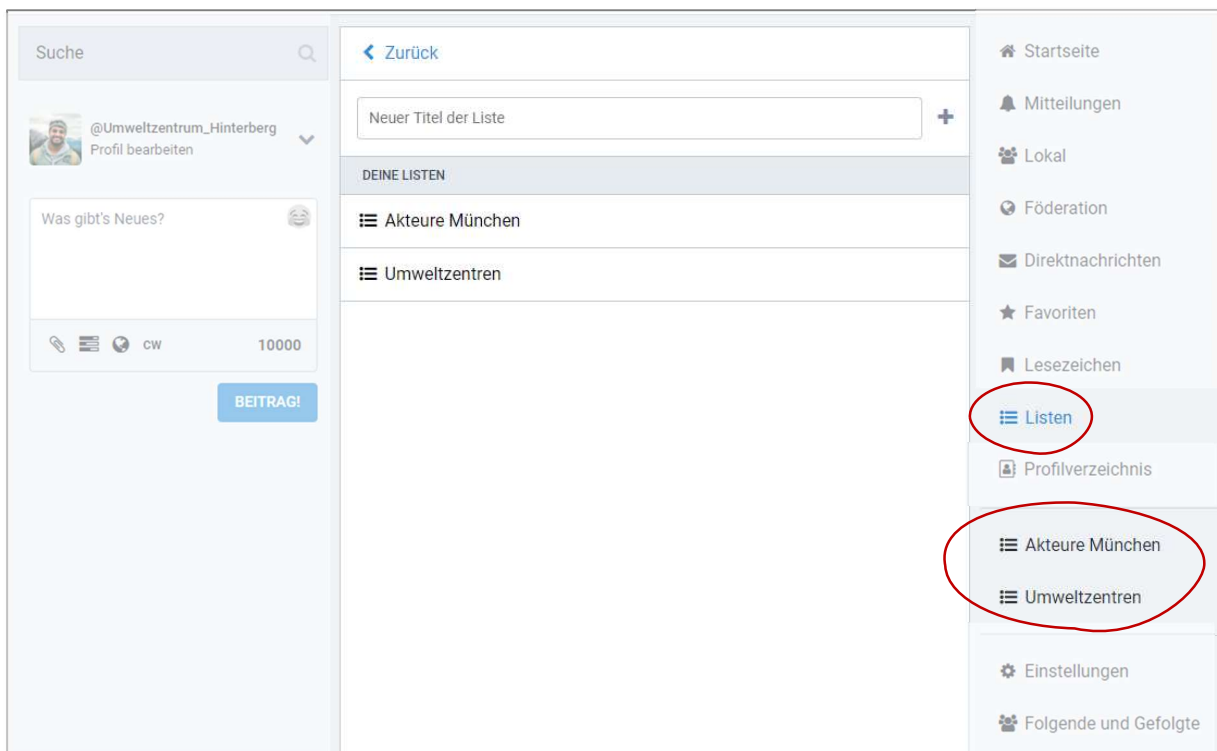 Suche
@Umweltzentrum_Hinterberg
Profil bearbeiten
Was gibt's Neues?
CW
10000
BEITRAG!
Zurück
Neuer Titel der Liste
DEINE LISTEN
Akteure München
Umweltzentren
Startseite
Mitteilungen
Lokal
Föderation
Direktnachrichten
Favoriten
Lesezeichen
Listen
Profilverzeichnis
Akteure München
Umweltzentren
Einstellungen
Folgende und Gefolgte